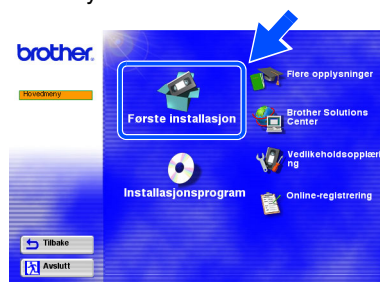 brother.
Hovedmeny
Første installasjon
Installasjonsprogram
Flere opplysninger
Brother Solutions
Center
Vedlikeholdsopplæri
ng
Online-registrering
Tilbake
Avslutt